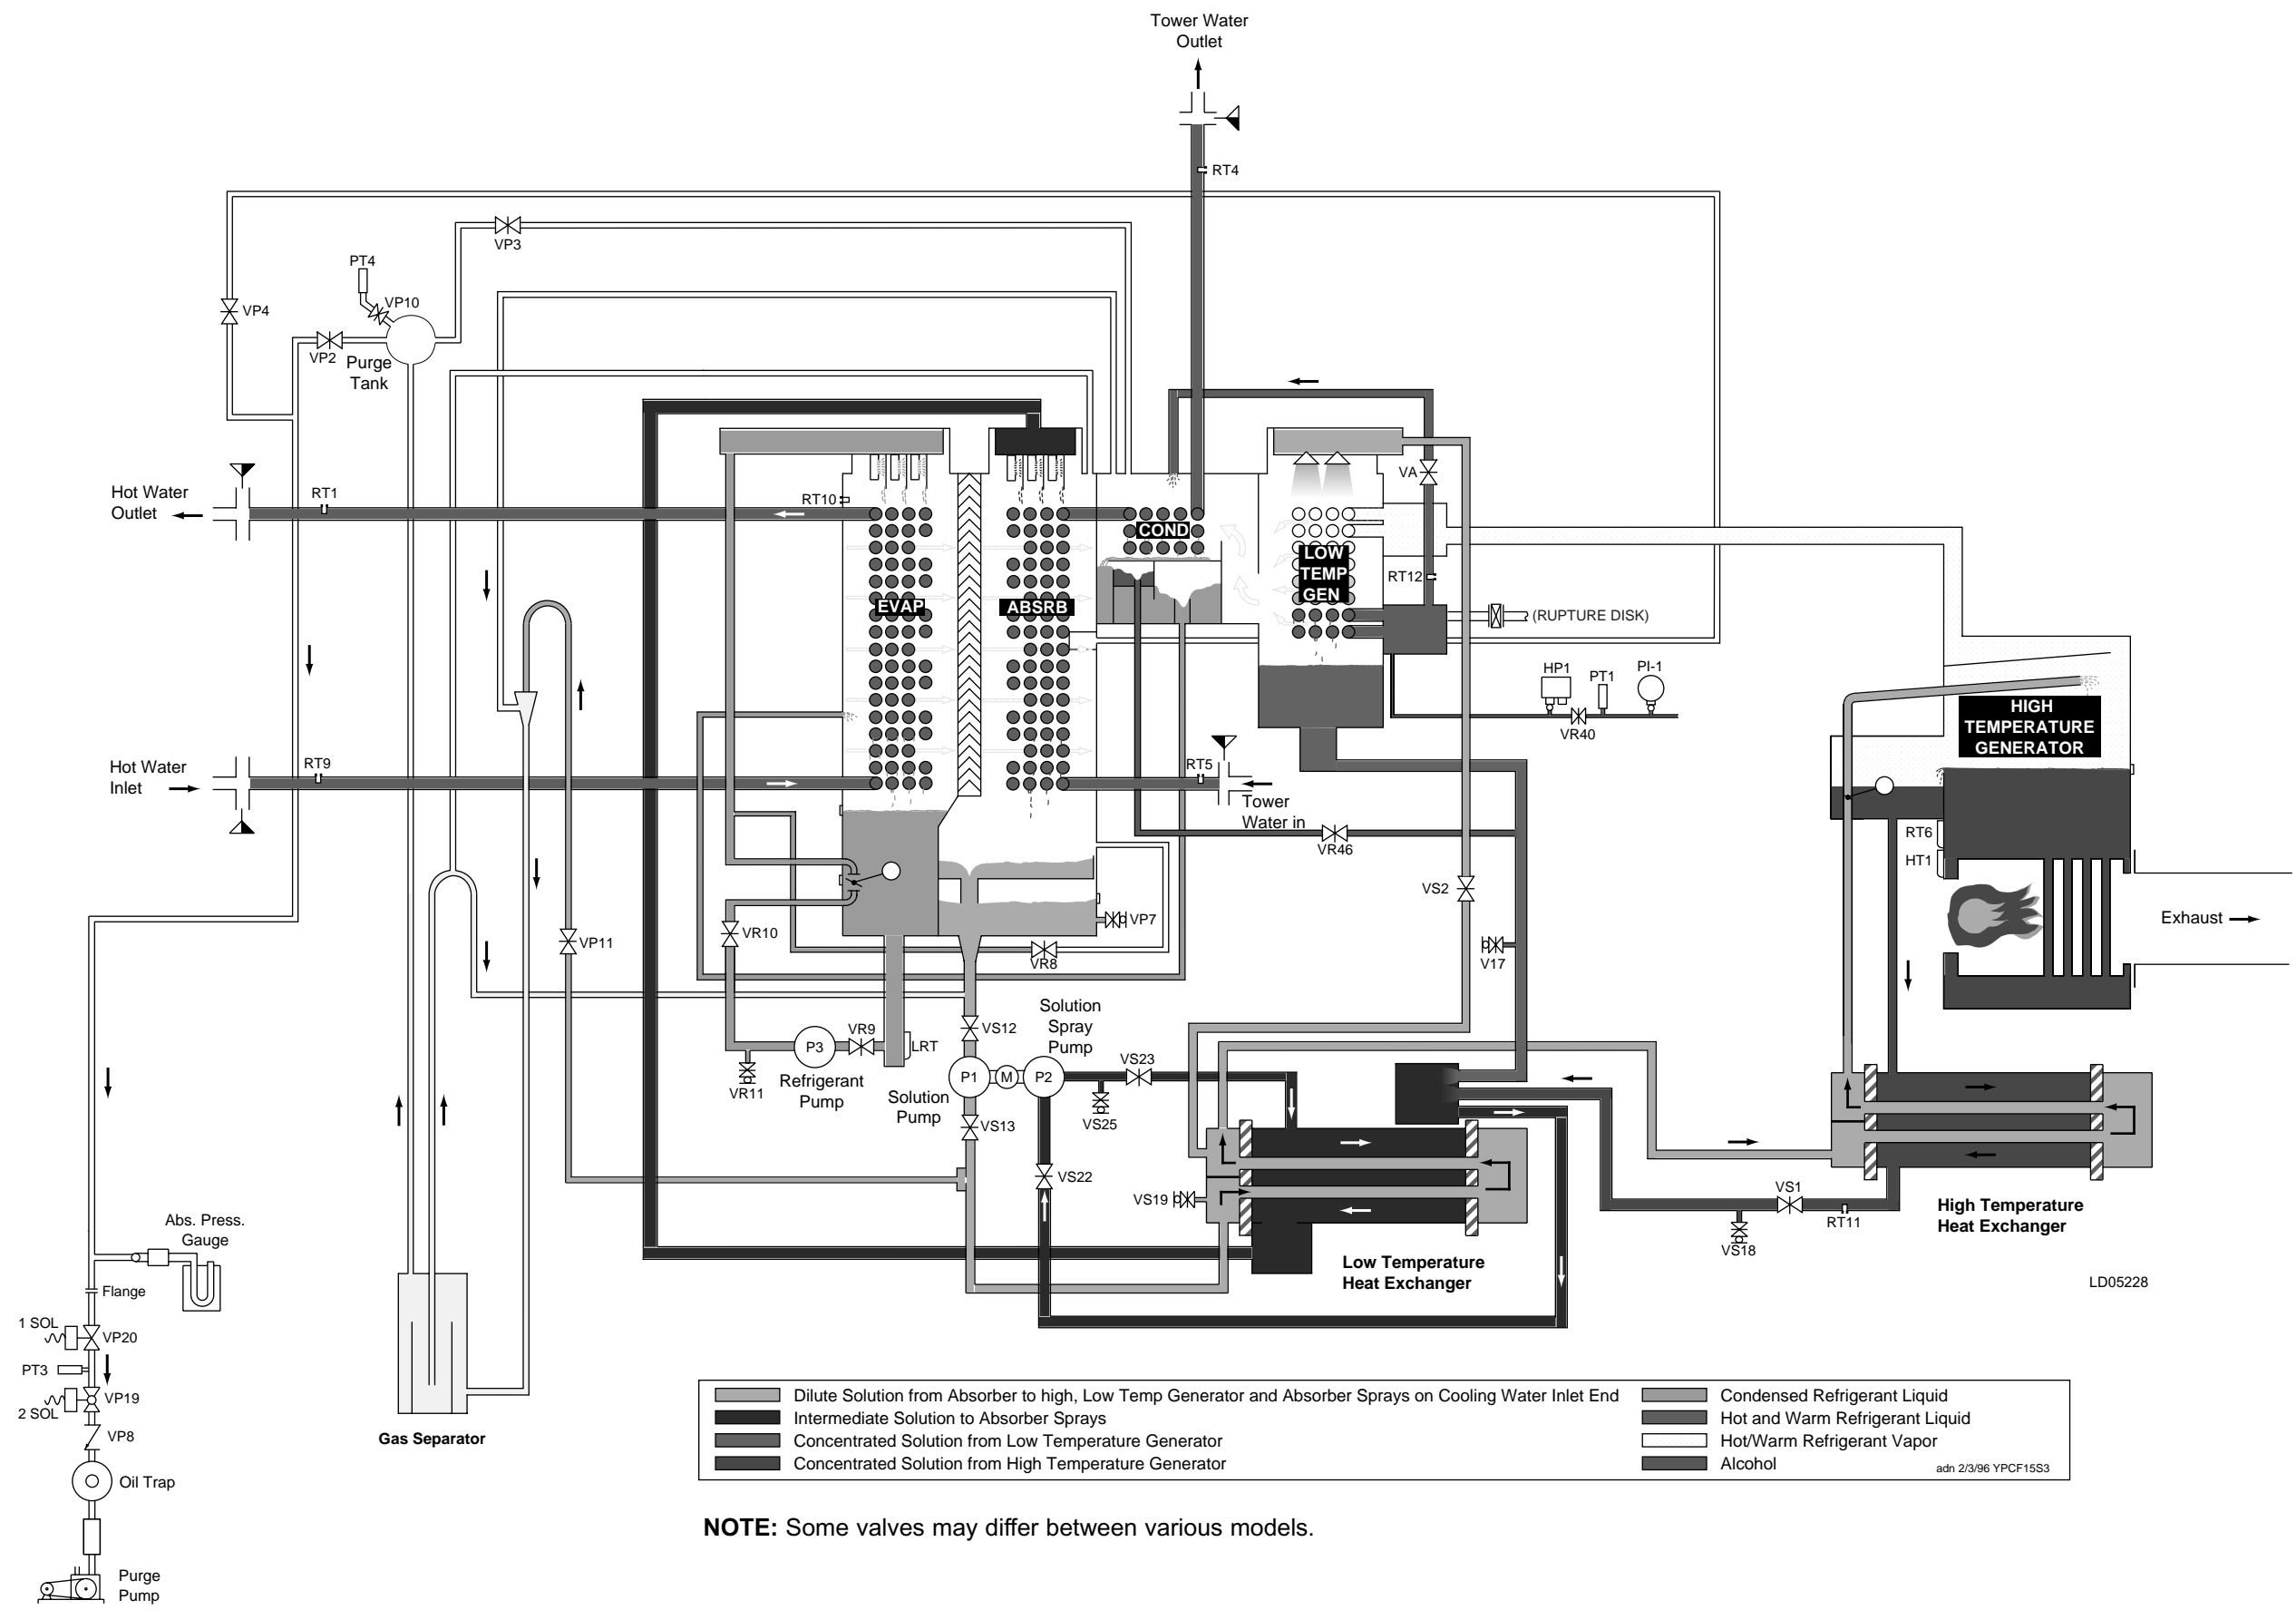 Tower Water
Outlet
RT4
VP3
PT4
VP10
VP4
VP2
Purge
Tank
VA
Hot Water
Outlet
RT1
RT10
COND
LOW
TEMP
GEN
RT12
EVAP
ABSRB
(RUPTURE DISK)
HP1
PT1
PI-1
VR40
HIGH
TEMPERATURE
GENERATOR
Hot Water
Inlet
RT9
RT5
Tower
Water in
VR46
RT6
HT1
VS2
Exhaust
VP7
VR10
VP11
VR8
V17
Solution
Spray
Pump
VS12
VR9
LRT
P3
P1
M
P2
VS23
Refrigerant
Pump
VR11
Solution
Pump
VS13
VS25
VS22
VS19
VS1
RT11
VS18
High Temperature
Heat Exchanger
Low Temperature
Heat Exchanger
LD05228
Abs. Press.
Gauge
Flange
1 SOL
VP20
PT3
VP19
2 SOL
VP8
Gas Separator
Oil Trap
Purge
Pump
Dilute Solution from Absorber to high, Low Temp Generator and Absorber Sprays on Cooling Water Inlet End
Intermediate Solution to Absorber Sprays
Concentrated Solution from Low Temperature Generator
Concentrated Solution from High Temperature Generator
Condensed Refrigerant Liquid
Hot and Warm Refrigerant Liquid
Hot/Warm Refrigerant Vapor
Alcohol
adn 2/3/96 YPCF15S3
NOTE: Some valves may differ between various models.